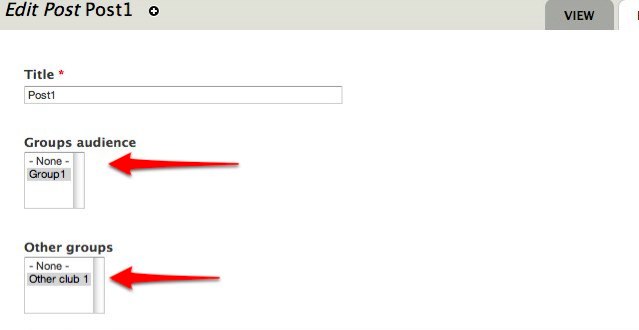 Edit Post Post1
VIEW
Title *
Post1
Groups audience
- None -
Group1
Other groups
- None -
Other club 1